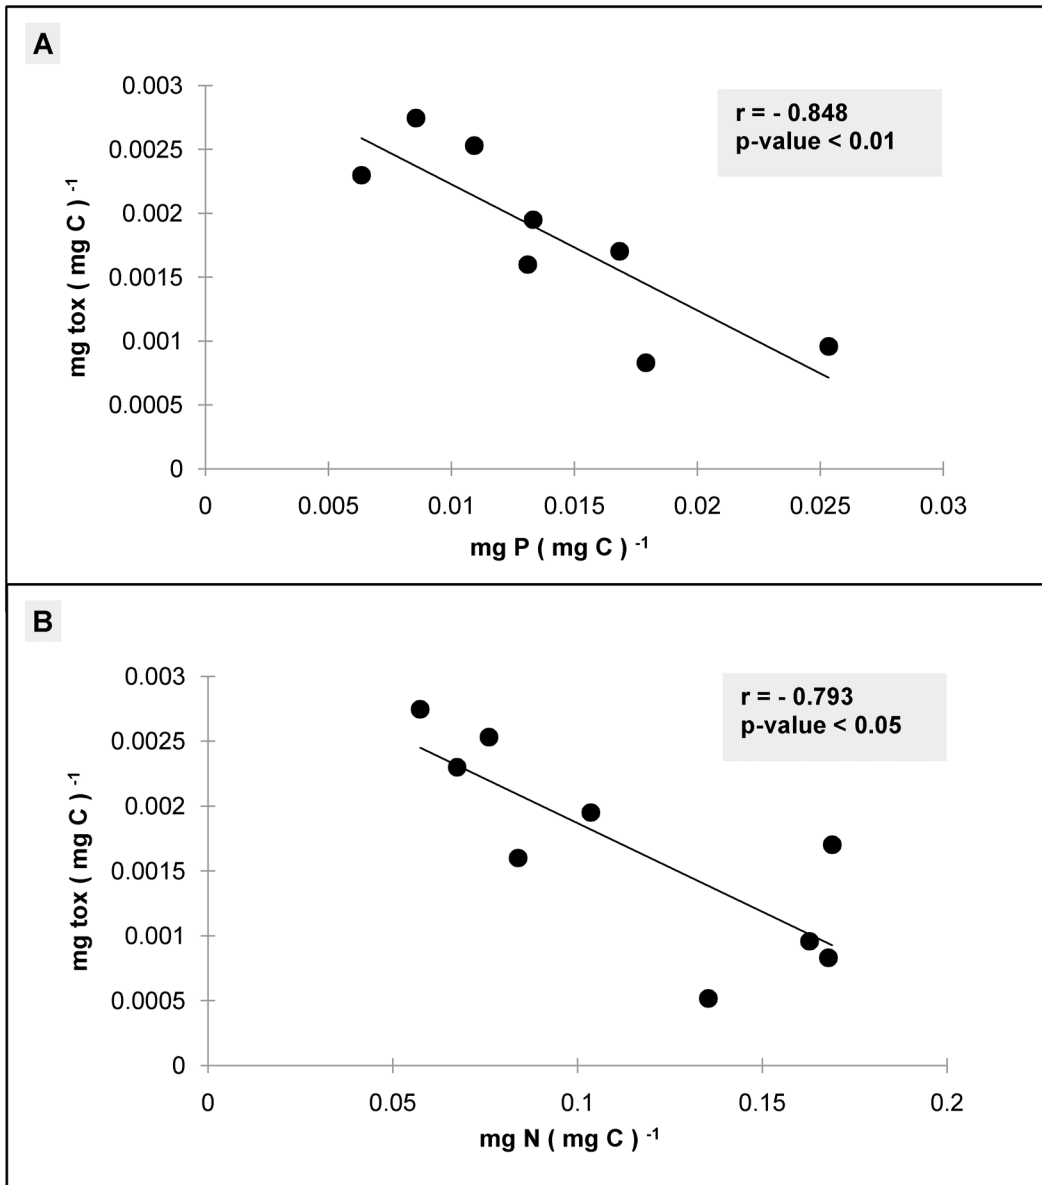 A
r = - 0.848
p-value < 0.01
0.003
0.0025
0.002
0.0015
0.001
0.0005
0
mg tox ( mg C ) -1
0 0.005 0.01 0.015 0.02 0.025 0.03
mg P ( mg C ) -1
B
r = - 0.793
p-value < 0.05
0.003
0.0025
0.002
0.0015
0.001
0.0005
0
mg tox ( mg C ) -1
0 0.05 0.1 0.15 0.2
mg N ( mg C ) -1